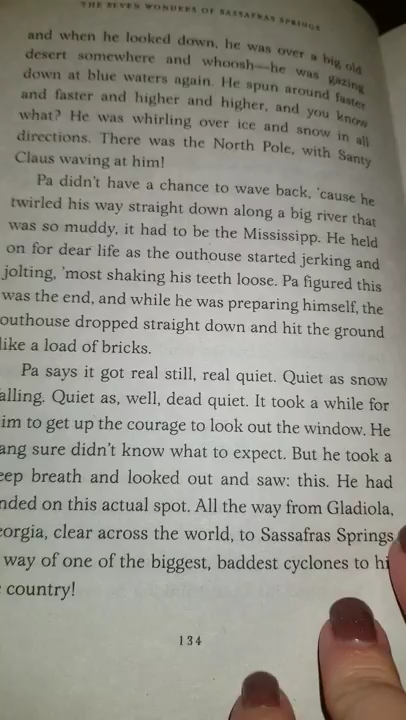 THE SEVEN WONDERS OF SASSAFRAS SPRINGS
and when he looked down, he was over a big old
desert somewhere and whoosh—he was gazing
down at blue waters again. He spun around faster
and faster and higher and higher, and you know
what? He was whirling over ice and snow in all
directions. There was the North Pole, with Santy
Claus waving at him!
Pa didn't have a chance to wave back, 'cause he
twirled his way straight down along a big river that
was so muddy, it had to be the Mississipp. He held
on for dear life as the outhouse started jerking and
jolting, 'most shaking his teeth loose. Pa figured this
was the end, and while he was preparing himself, the
outhouse dropped straight down and hit the ground
like a load of bricks.
Pa says it got real still, real quiet. Quiet as snow
alling. Quiet as, well, dead quiet. It took a while for
im to get up the courage to look out the window. He
ang sure didn't know what to expect. But he took a
eep breath and looked out and saw: this. He had
nded on this actual spot. All the way from Gladiola,
eorgia, clear across the world, to Sassafras Springs
way of one of the biggest, baddest cyclones to hi
country!
134